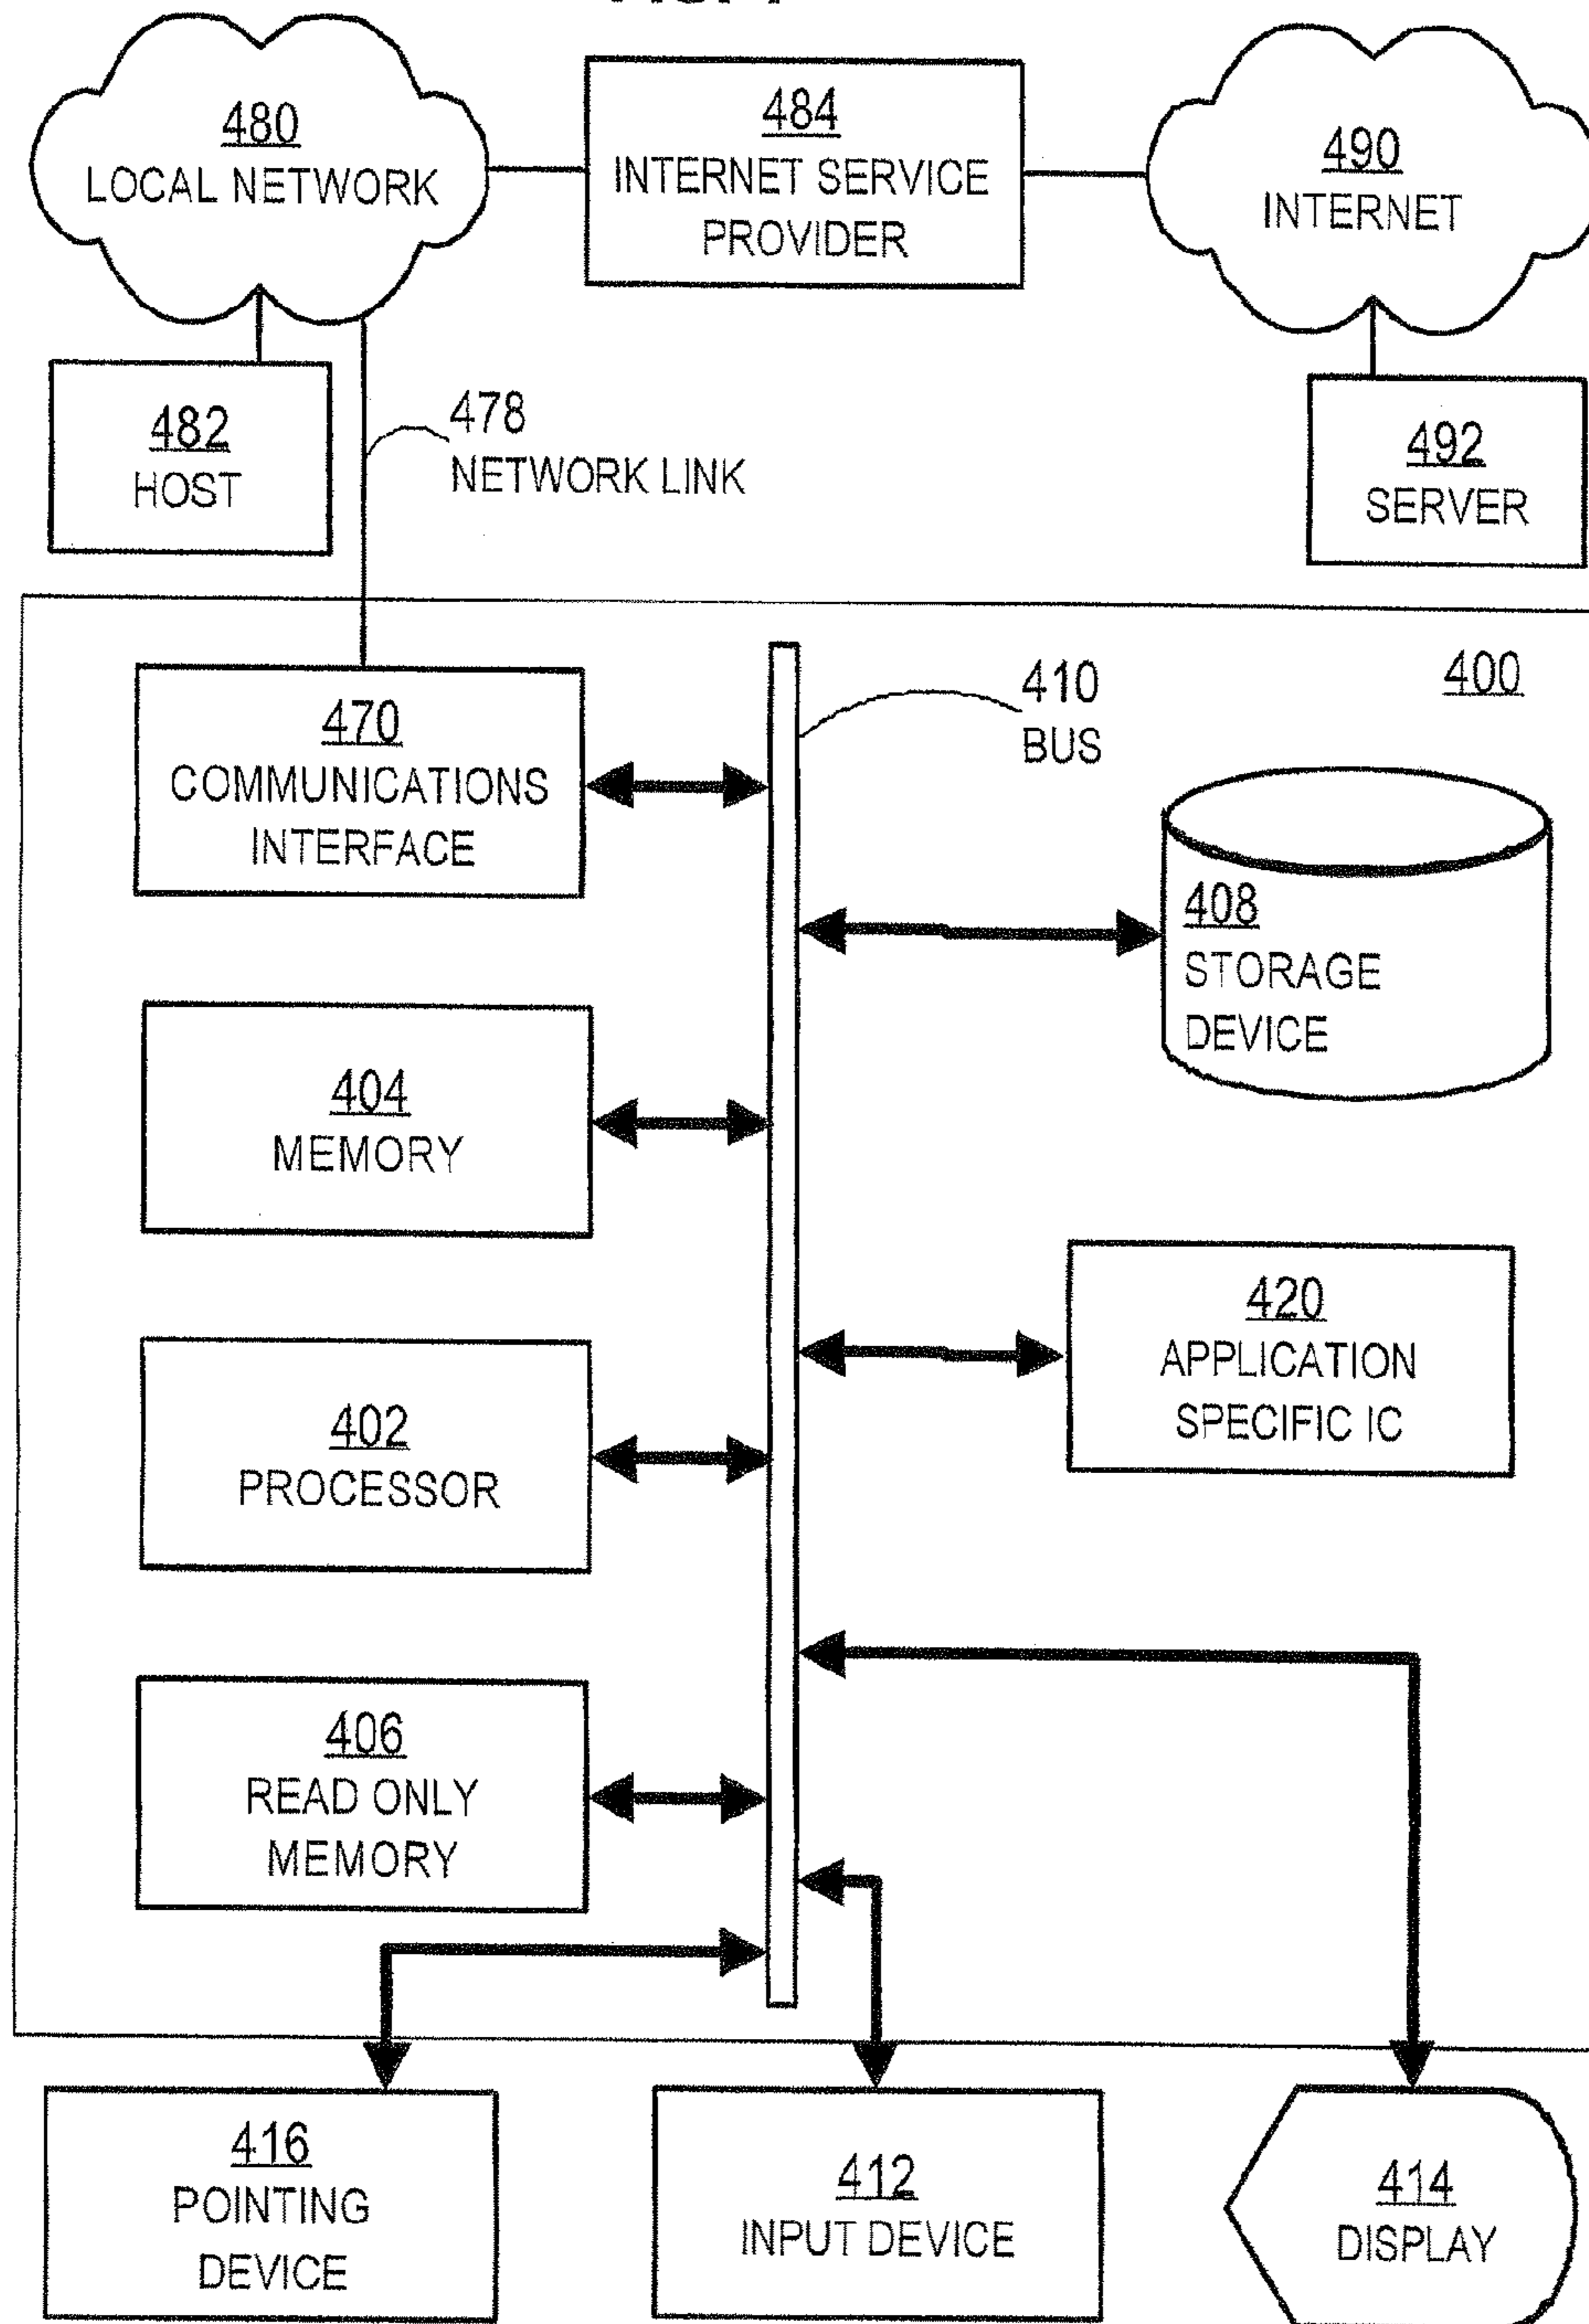 480
LOCAL NETWORK
484
INTERNET SERVICE
PROVIDER
490
INTERNET
482
HOST
478
NETWORK LINK
492
SERVER
400
470
COMMUNICATIONS
INTERFACE
410
BUS
408
STORAGE
DEVICE
404
MEMORY
420
APPLICATION
SPECIFIC IC
402
PROCESSOR
406
READ ONLY
MEMORY
416
POINTING
DEVICE
412
INPUT DEVICE
414
DISPLAY